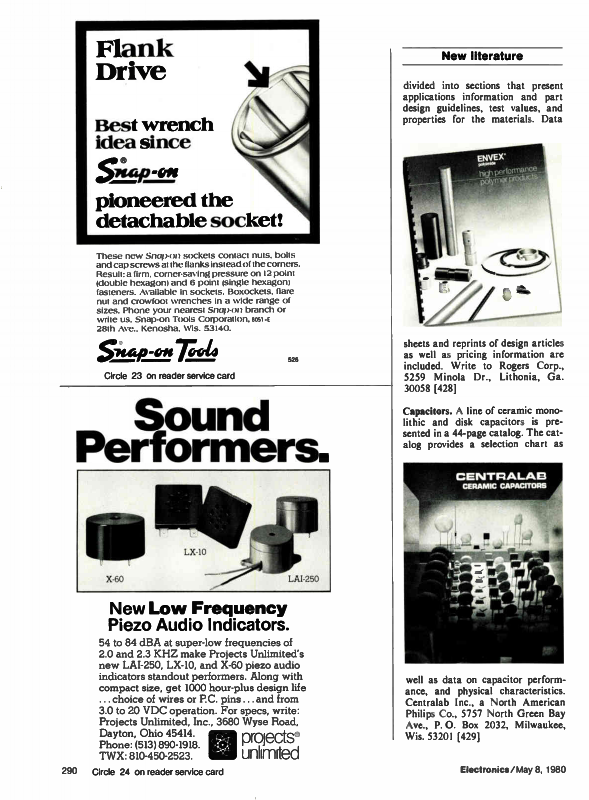 Flank
Drive
Best wrench
idea since
Snap-on®
pioneered the
detachable socket!
These new Snap-on sockets contact nuts, bolts
and cap screws at the flanks instead of the corners.
Result: a firm, corner-saving pressure on 12 point
(double hexagon) and 6 point (single hexagon)
fasteners. Available in sockets, Boxockets, flare
nut and crowfoot wrenches in a wide range of
sizes. Phone your nearest Snap-on branch or
write us. Snap-on Tools Corporation, 8051-E
28th Ave., Kenosha, Wis. 53140.
Snap-on Tools
526
Circle 23 on reader service card
Sound
Performers.
LX-10
X-60
LAI-250
New Low Frequency
Piezo Audio Indicators.
54 to 84 dBA at super-low frequencies of
2.0 and 2.3 KHZ make Projects Unlimited's
new LAI-250, LX-10, and X-60 piezo audio
indicators standout performers. Along with
compact size, get 1000 hour-plus design life
...choice of wires or P.C. pins...and from
3.0 to 20 VDC operation. For specs, write:
Projects Unlimited, Inc., 3680 Wyse Road,
Dayton, Ohio 45414.
Phone: (513) 890-1918.
TWX: 810-450-2523.
projects®
unlimited
290 Circle 24 on reader service card
New literature
divided into sections that present
applications information and part
design guidelines, test values, and
properties for the materials. Data
ENVEX®
polyimide
high performance
polymer products
sheets and reprints of design articles
as well as pricing information are
included. Write to Rogers Corp.,
5259 Minola Dr., Lithonia, Ga.
30058 [428]
Capacitors. A line of ceramic mono-
lithic and disk capacitors is pre-
sented in a 44-page catalog. The cat-
alog provides a selection chart as
CENTRALAB
CERAMIC CAPACITORS
well as data on capacitor perform-
ance, and physical characteristics.
Centralab Inc., a North American
Philips Co., 5757 North Green Bay
Ave., P. O. Box 2032, Milwaukee,
Wis. 53201 [429]
Electronics/May 8, 1980